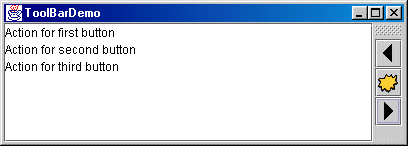 ToolBarDemo
Action for first button
Action for second button
Action for third button